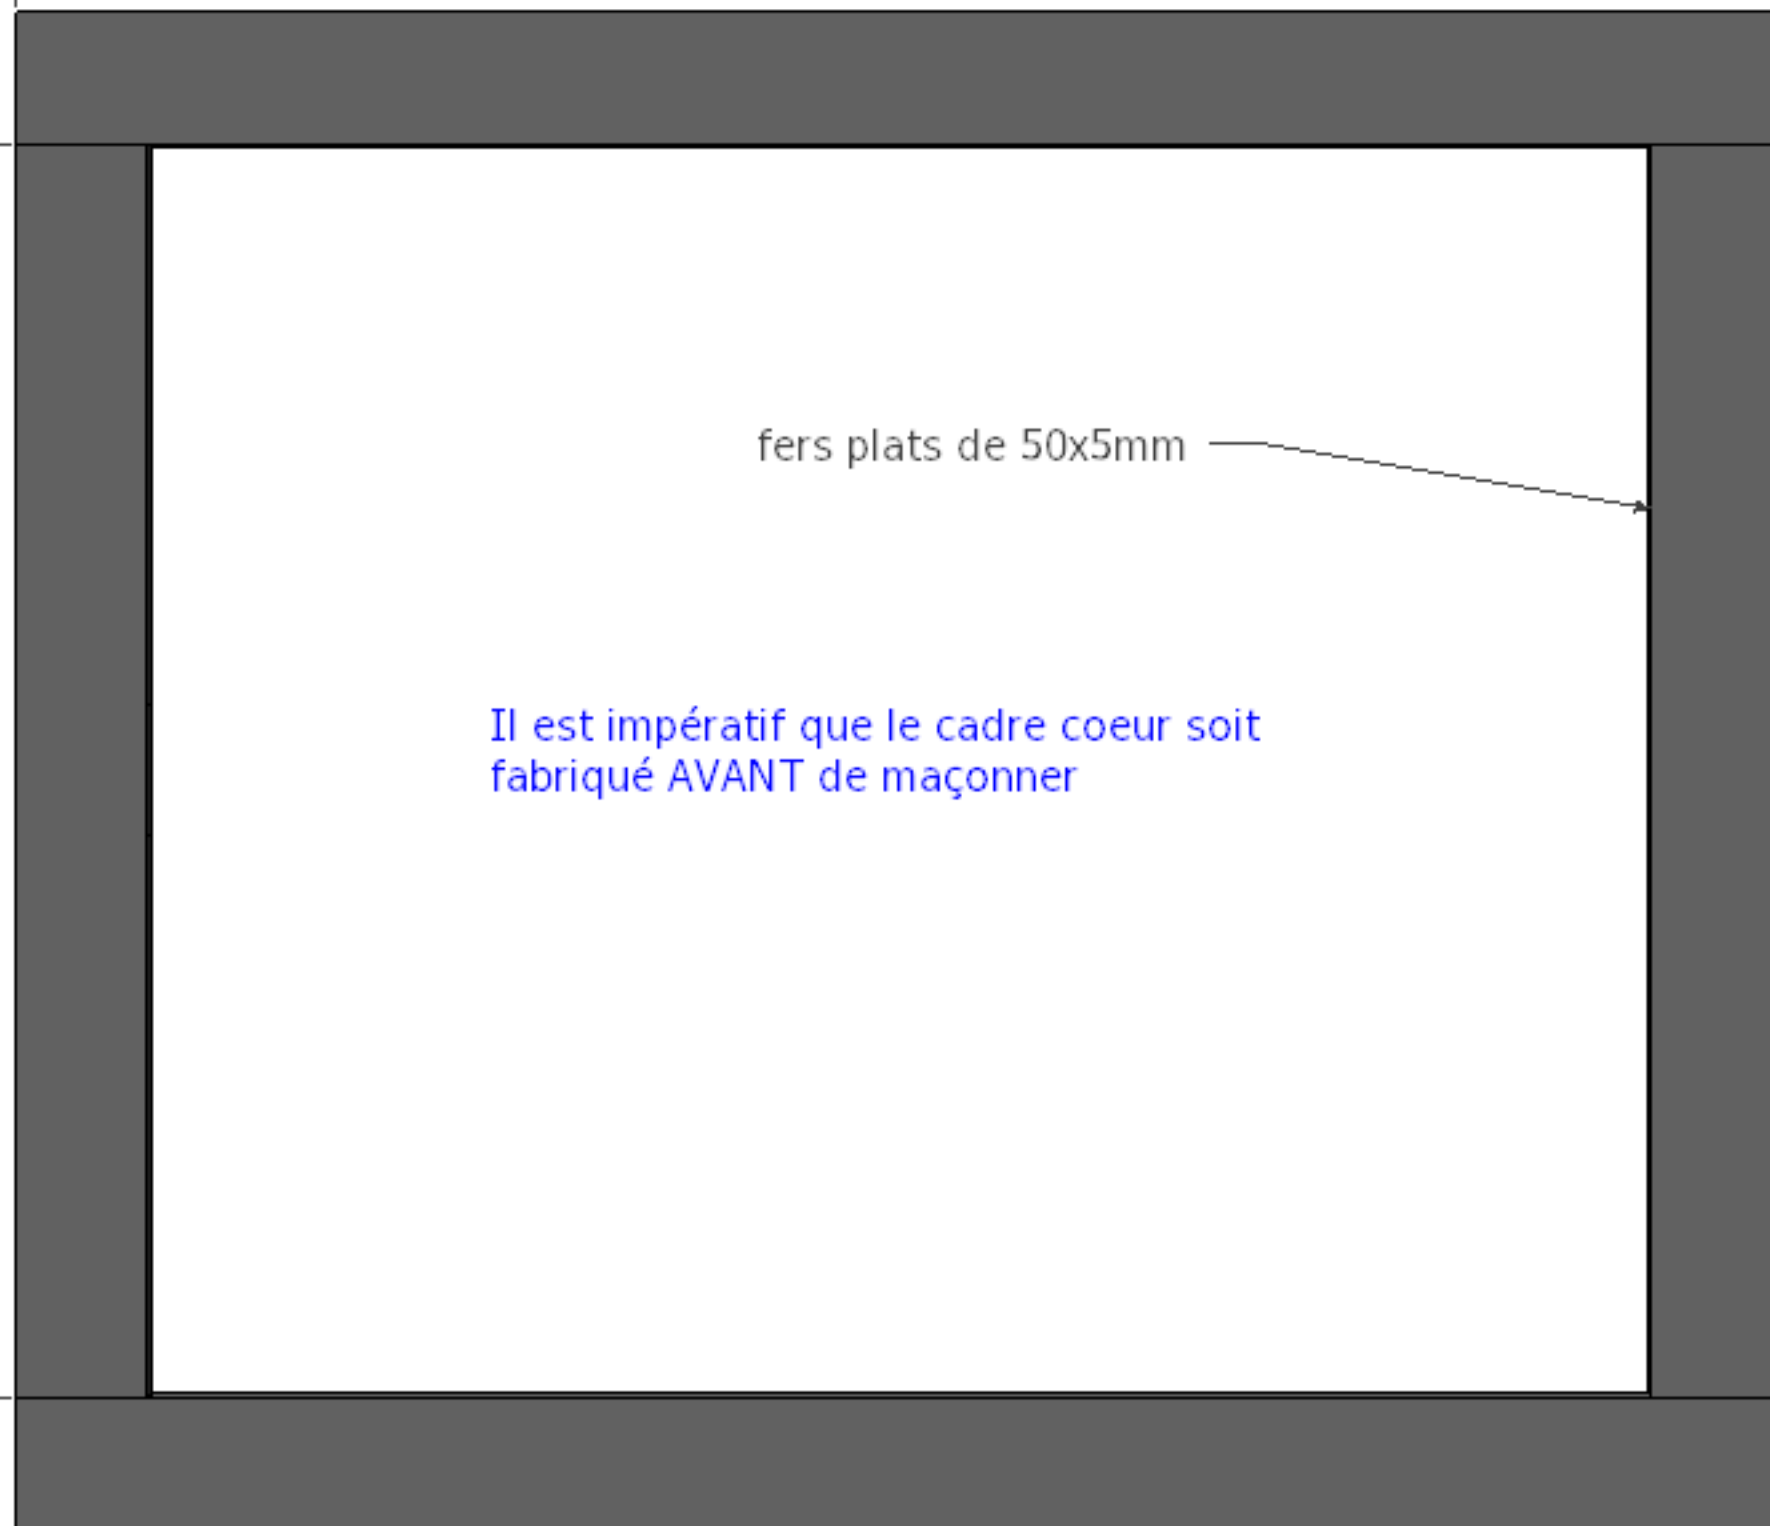 fers plats de 50x5mm
Il est impératif que le cadre coeur soit
fabriqué AVANT de maçonner